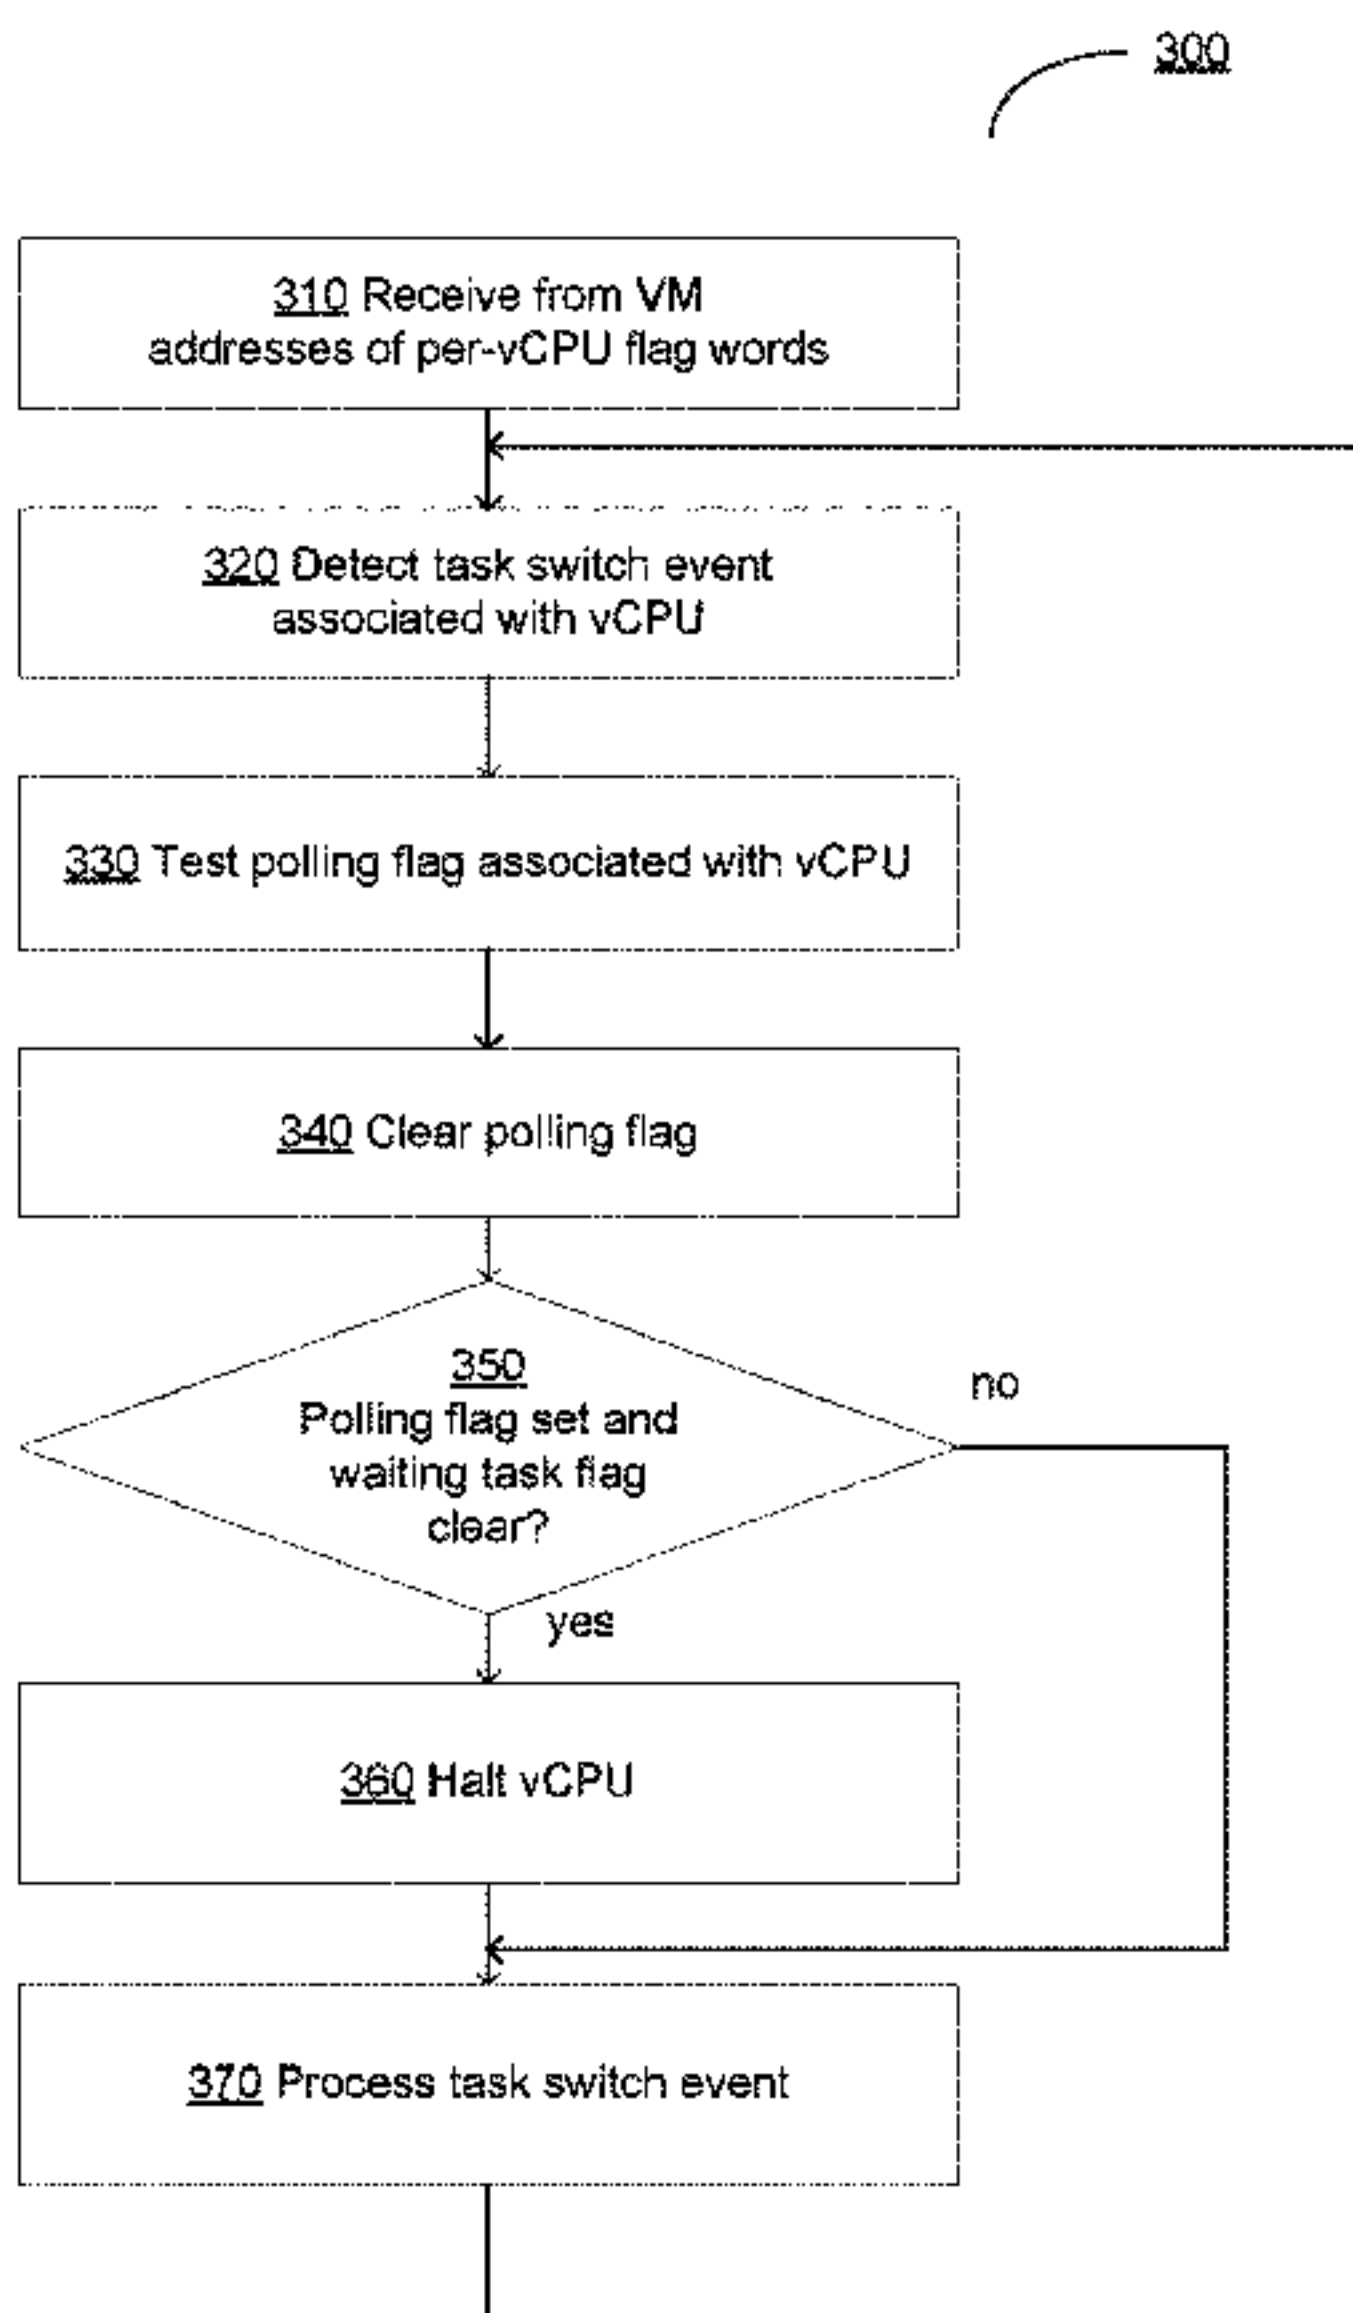 300
310 Receive from VM
addresses of per-vCPU flag words
320 Detect task switch event
associated with vCPU
330 Test polling flag associated with vCPU
340 Clear polling flag
350
Polling flag set and
waiting task flag
clear?
no
yes
360 Halt vCPU
370 Process task switch event